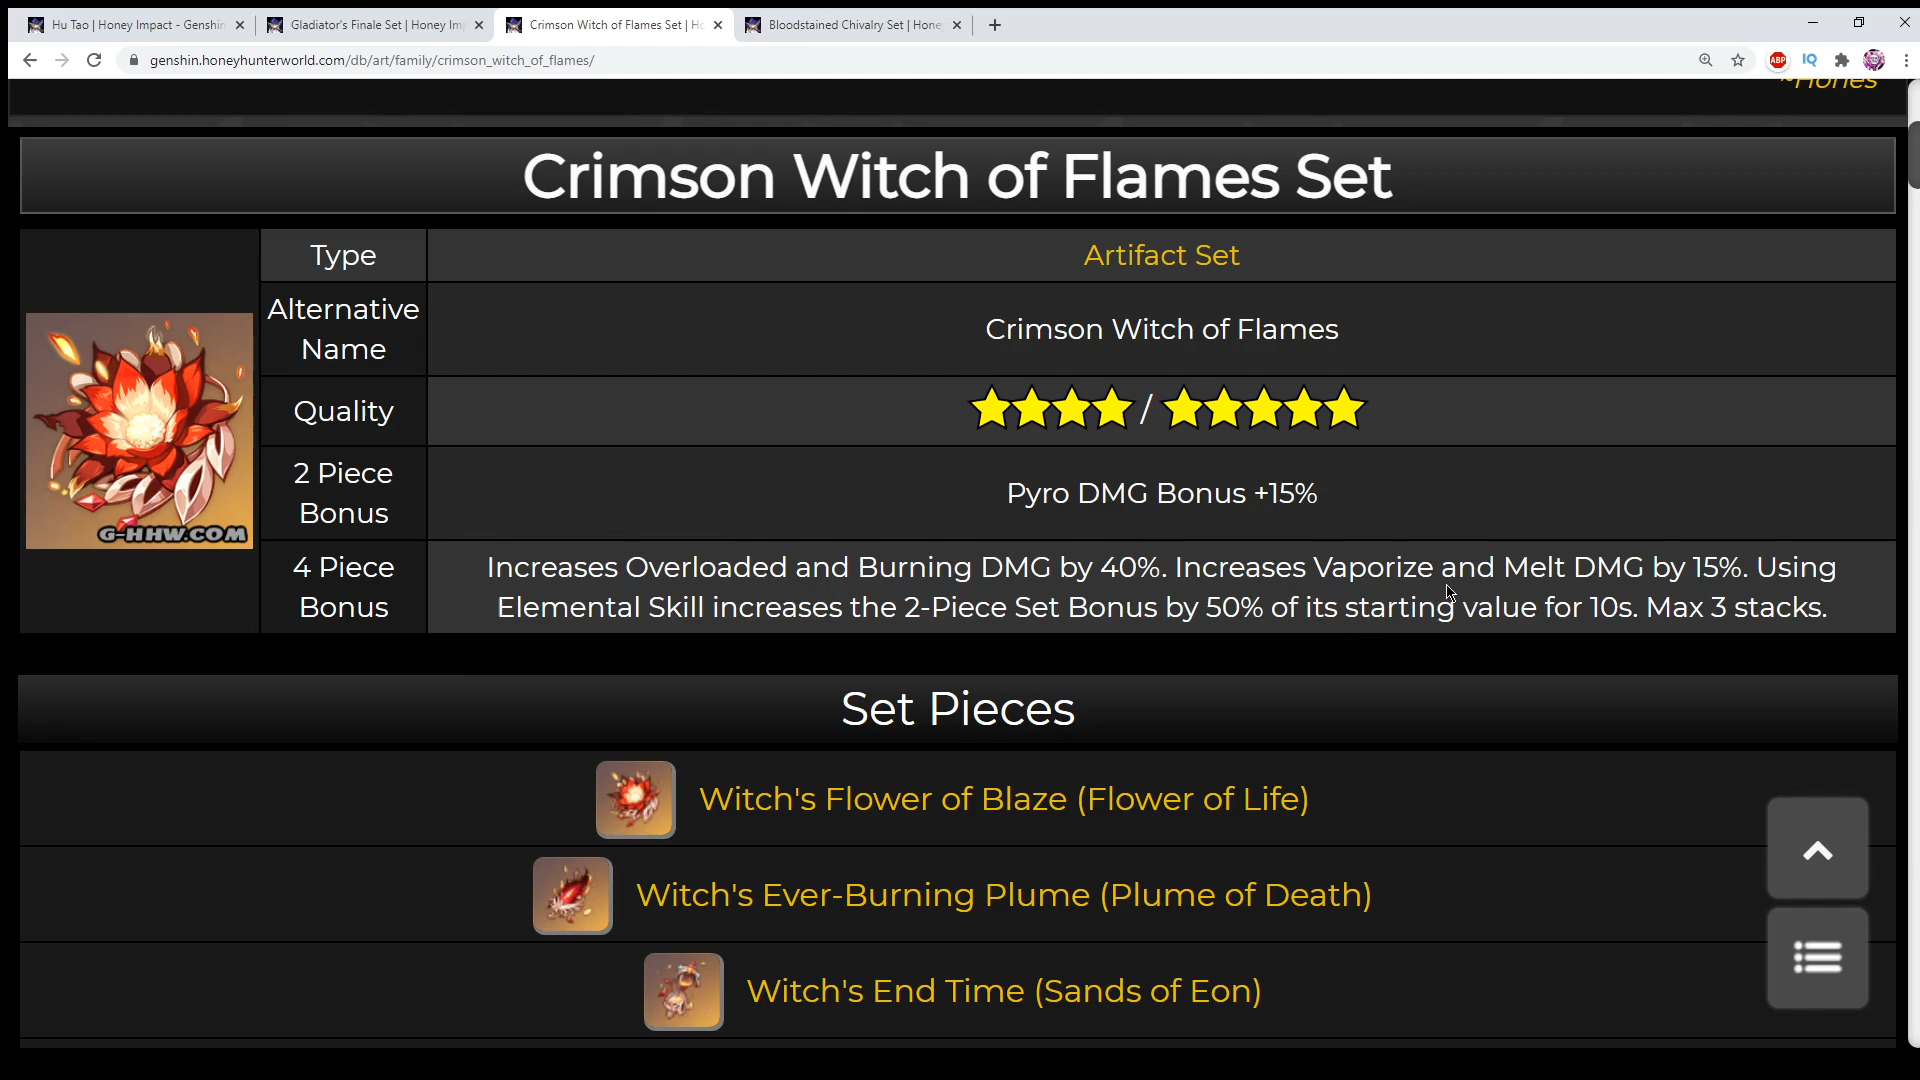 Hu Tao | Honey Impact - Genshin
Gladiator's Finale Set | Honey Im
Crimson Witch of Flames Set | Ho
Bloodstained Chivalry Set | Hone
genshin.honeyhunterworld.com/db/art/family/crimson_witch_of_flames/
ABP
IQ
~Hones
Crimson Witch of Flames Set
Type
Artifact Set
Alternative
Name
Crimson Witch of Flames
Quality
/
2 Piece
Bonus
Pyro DMG Bonus +15%
G-HHW.COM
4 Piece
Bonus
Increases Overloaded and Burning DMG by 40%. Increases Vaporize and Melt DMG by 15%. Using
Elemental Skill increases the 2-Piece Set Bonus by 50% of its starting value for 10s. Max 3 stacks.
Set Pieces
Witch's Flower of Blaze (Flower of Life)
Witch's Ever-Burning Plume (Plume of Death)
Witch's End Time (Sands of Eon)